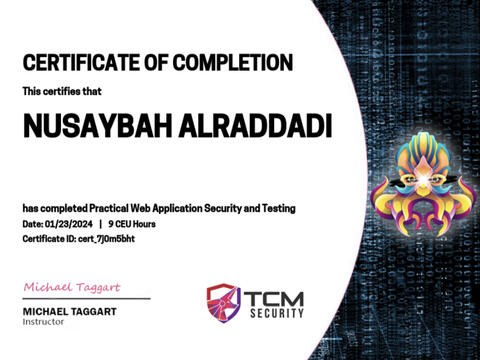 CERTIFICATE OF COMPLETION
This certifies that
NUSAYBAH ALRADDADI
has completed Practical Web Application Security and Testing
Date: 01/23/2024 | 9 CEU Hours
Certificate ID: cert_7j0m5bht
Michael Taggart
MICHAEL TAGGART
Instructor
TCM
SECURITY